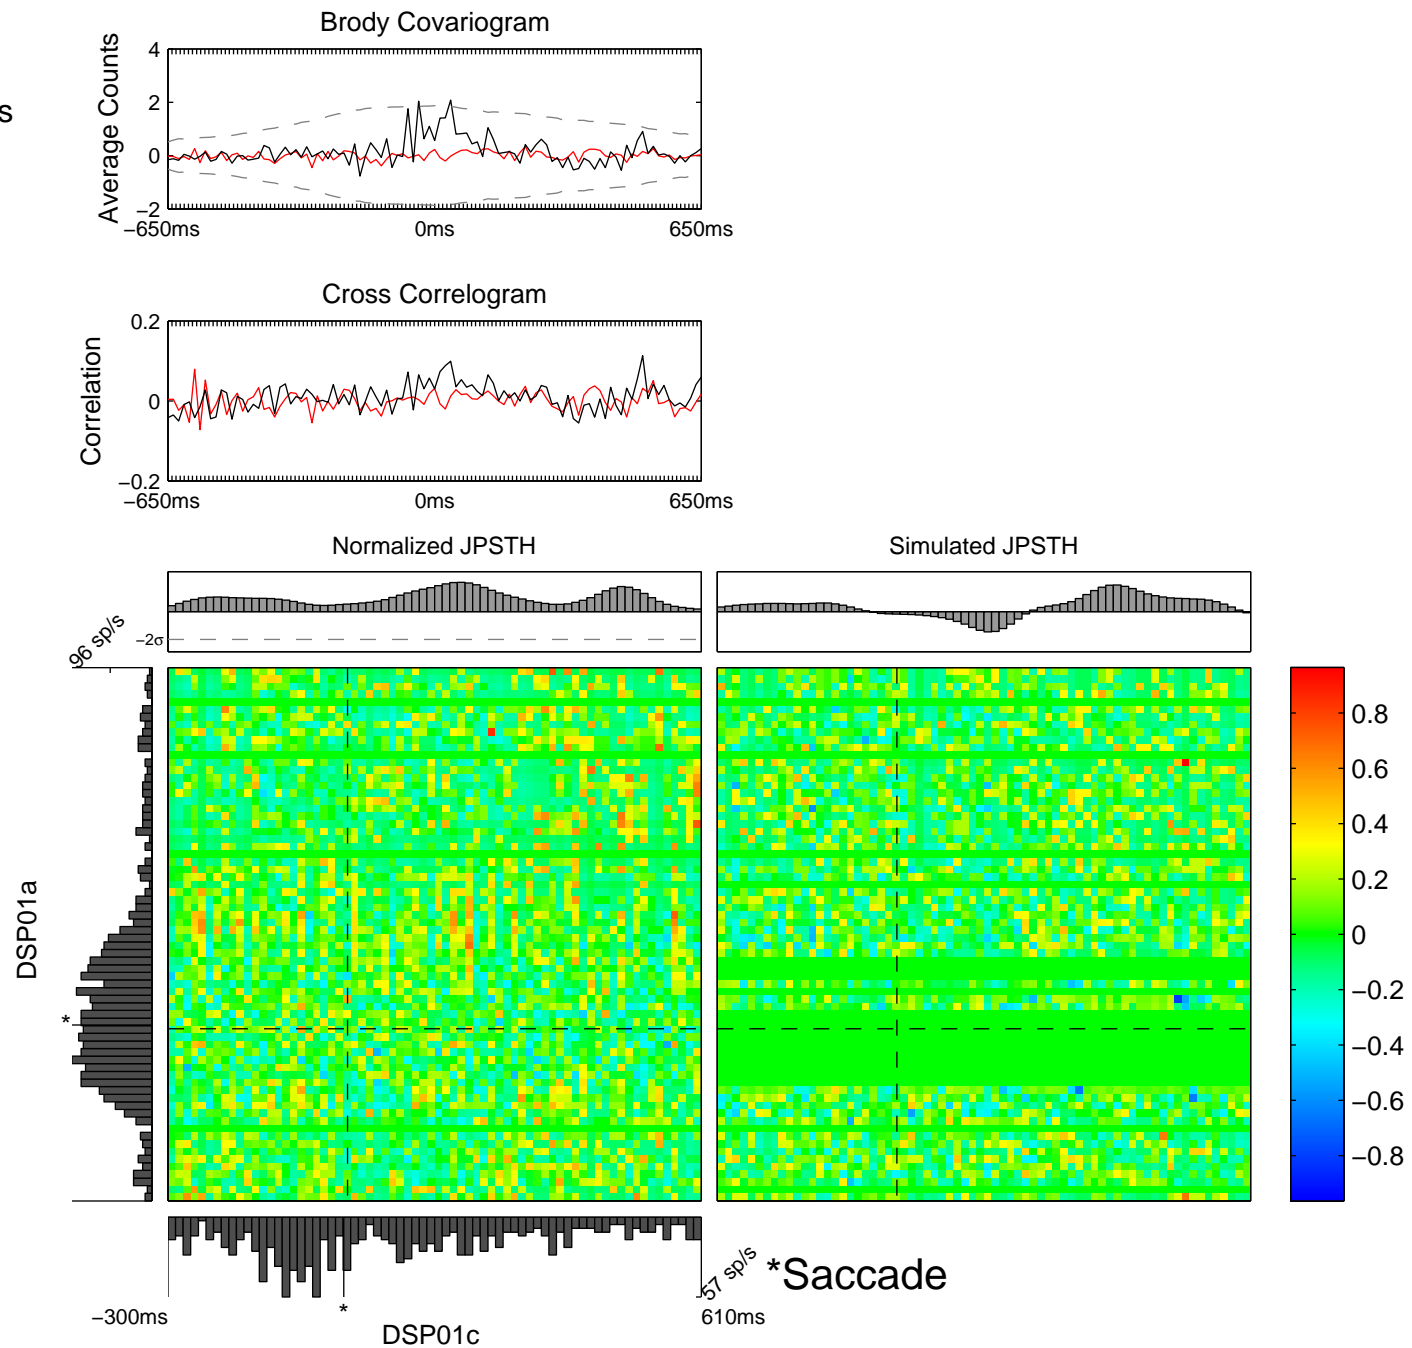 Brody Covariogram
s
Average Counts
4
2
0
−2
−650ms
0ms
650ms
Cross Correlogram
Correlation
0.2
0
−0.2
−650ms
0ms
650ms
Normalized JPSTH
Simulated JPSTH
−2σ
96 sp/s
DSP01a
*
0.8
0.6
0.4
0.2
0
−0.2
−0.4
−0.6
−0.8
57 sp/s
*Saccade
*
−300ms
610ms
DSP01c